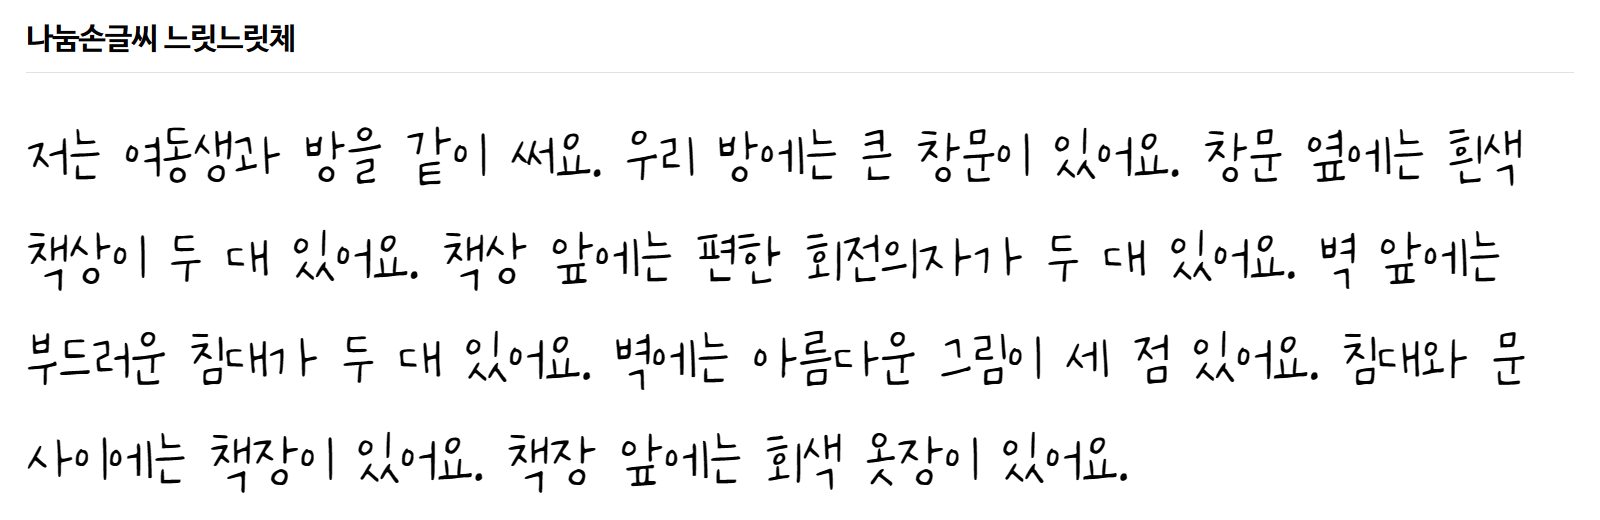 나눔손글씨 느릿느릿체
저는 여동생과 방을 같이 써요. 우리 방에는 큰 창문이 있어요. 창문 옆에는 흰색
책상이 두 대 있어요. 책상 앞에는 편한 회전의자가 두 대 있어요. 벽 앞에는
부드러운 침대가 두 대 있어요. 벽에는 아름다운 그림이 세 점 있어요. 침대와 문
사이에는 책장이 있어요. 책장 앞에는 회색 옷장이 있어요.